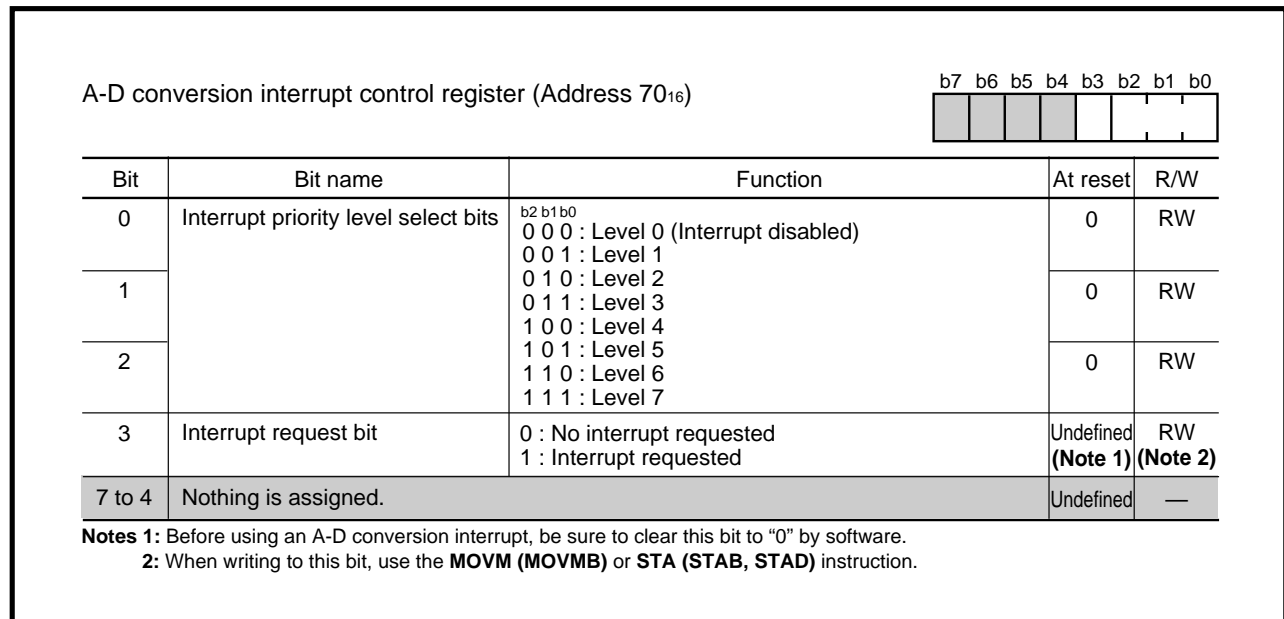 A-D conversion interrupt control register (Address 70₁₆)
b7 b6 b5 b4 b3 b2 b1 b0
Bit Bit name Function At reset R/W
0 Interrupt priority level select bits b2 b1 b0 0 RW
0 0 0 : Level 0 (Interrupt disabled)
0 0 1 : Level 1
0 1 0 : Level 2
1 0 RW
0 1 1 : Level 3
1 0 0 : Level 4
1 0 1 : Level 5
2 0 RW
1 1 0 : Level 6
1 1 1 : Level 7
3 Interrupt request bit 0 : No interrupt requested Undefined RW
1 : Interrupt requested (Note 1) (Note 2)
7 to 4 Nothing is assigned. Undefined —
Notes 1: Before using an A-D conversion interrupt, be sure to clear this bit to “0” by software.
2: When writing to this bit, use the MOVM (MOVMB) or STA (STAB, STAD) instruction.